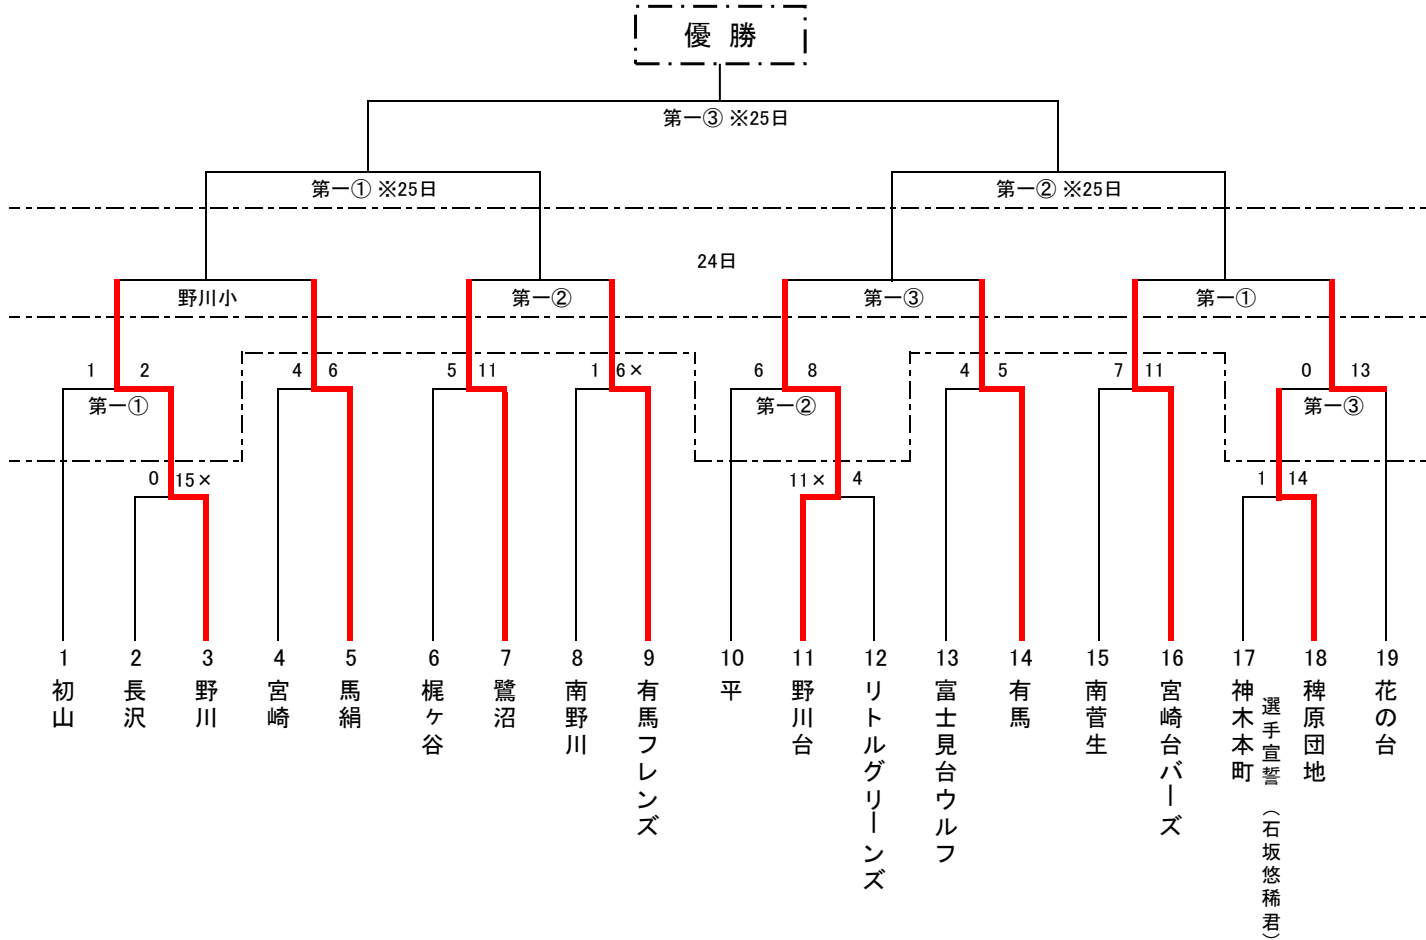 優 勝
第一③ ※25日
第一① ※25日
第一② ※25日
24日
野川小
第一②
第一③
第一①
1 2
4 6
5 11
1 6×
6 8
4 5
7 11
0 13
第一①
第一②
第一③
0 15×
11× 4
1 14
1
初山
2
長沢
3
野川
4
宮崎
5
馬絹
6
梶ヶ谷
7
鷺沼
8
南野川
9
有馬フレンズ
10
平
11
野川台
12
リトルグリーンズ
13
富士見台ウルフ
14
有馬
15
南菅生
16
宮崎台バーズ
17
神木本町
選手宣誓 (石坂悠稀君)
18
稗原団地
19
花の台